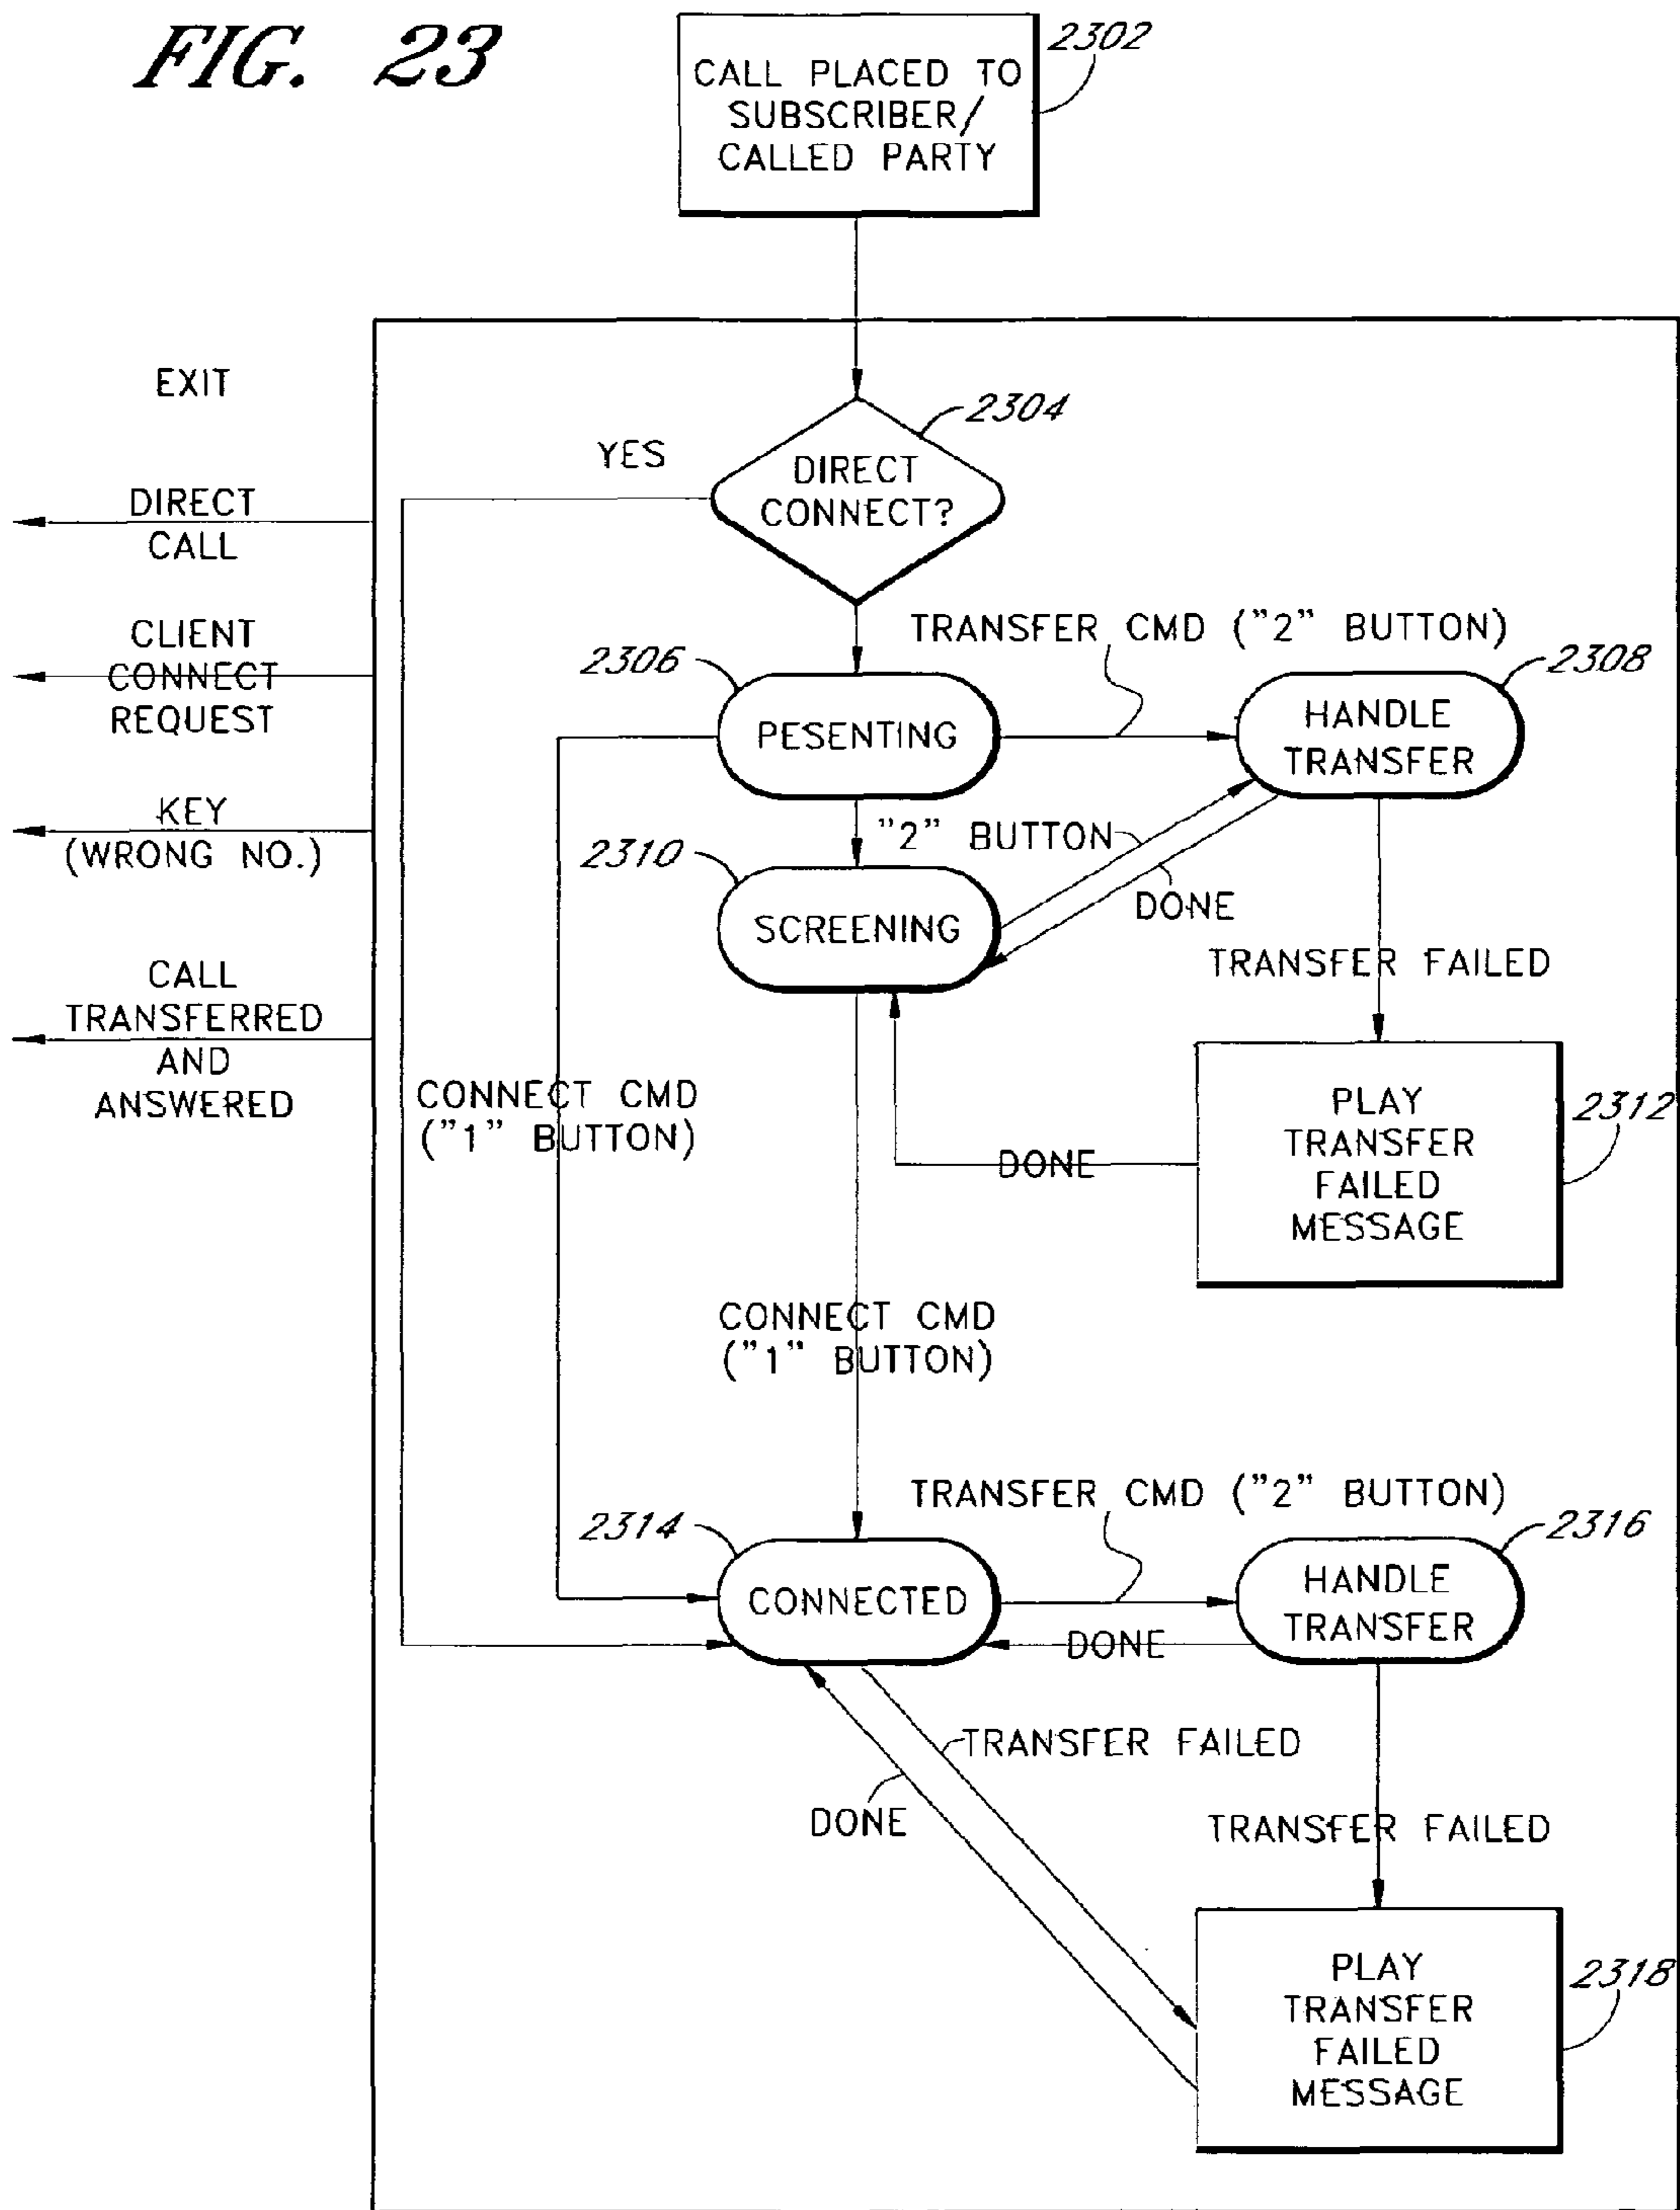 FIG. 23
2302
CALL PLACED TO
SUBSCRIBER/
CALLED PARTY
EXIT
DIRECT
CALL
CLIENT
CONNECT
REQUEST
KEY
(WRONG NO.)
CALL
TRANSFERRED
AND
ANSWERED
2304
YES
DIRECT
CONNECT?
TRANSFER CMD ("2" BUTTON)
2306
PESENTING
2308
HANDLE
TRANSFER
"2" BUTTON
DONE
2310
SCREENING
TRANSFER FAILED
CONNECT CMD
("1" BUTTON)
DONE
PLAY
TRANSFER
FAILED
MESSAGE
2312
CONNECT CMD
("1" BUTTON)
TRANSFER CMD ("2" BUTTON)
2314
CONNECTED
2316
HANDLE
TRANSFER
DONE
TRANSFER FAILED
DONE
TRANSFER FAILED
PLAY
TRANSFER
FAILED
MESSAGE
2318